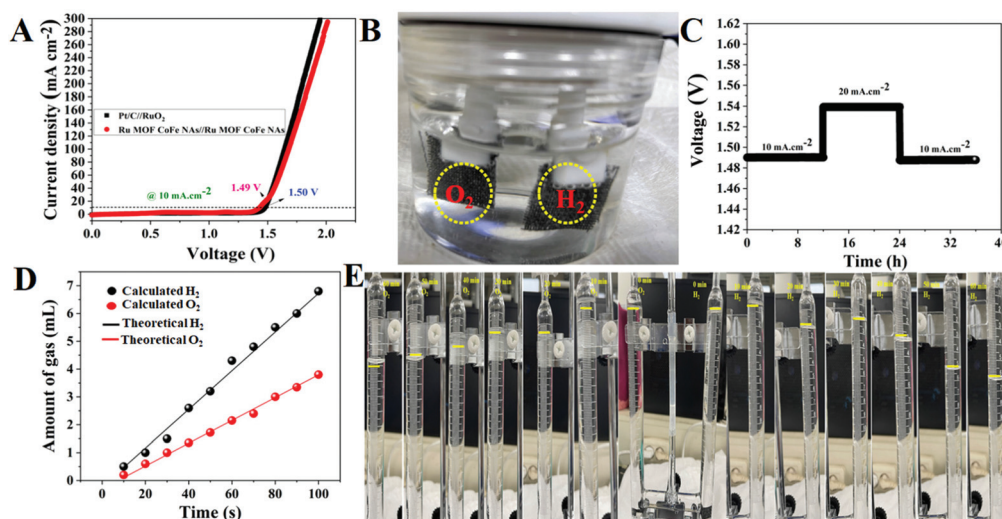 A
Current density (mA cm⁻²)
300
280
260
240
220
200
180
160
140
120
100
80
60
40
20
0
Pt/C//RuO₂
Ru MOF CoFe NAs//Ru MOF CoFe NAs
@ 10 mA.cm⁻²
1.49 V
1.50 V
0.0 0.5 1.0 1.5 2.0
Voltage (V)
B
O₂
H₂
C
Voltage (V)
1.62
1.60
1.58
1.56
1.54
1.52
1.50
1.48
1.46
1.44
1.42
20 mA.cm⁻²
10 mA.cm⁻²
10 mA.cm⁻²
0 8 16 24 32 40
Time (h)
D
Amount of gas (mL)
7
6
5
4
3
2
1
0
Calculated H₂
Calculated O₂
Theoretical H₂
Theoretical O₂
0 20 40 60 80 100
Time (s)
E
0 min
H₂